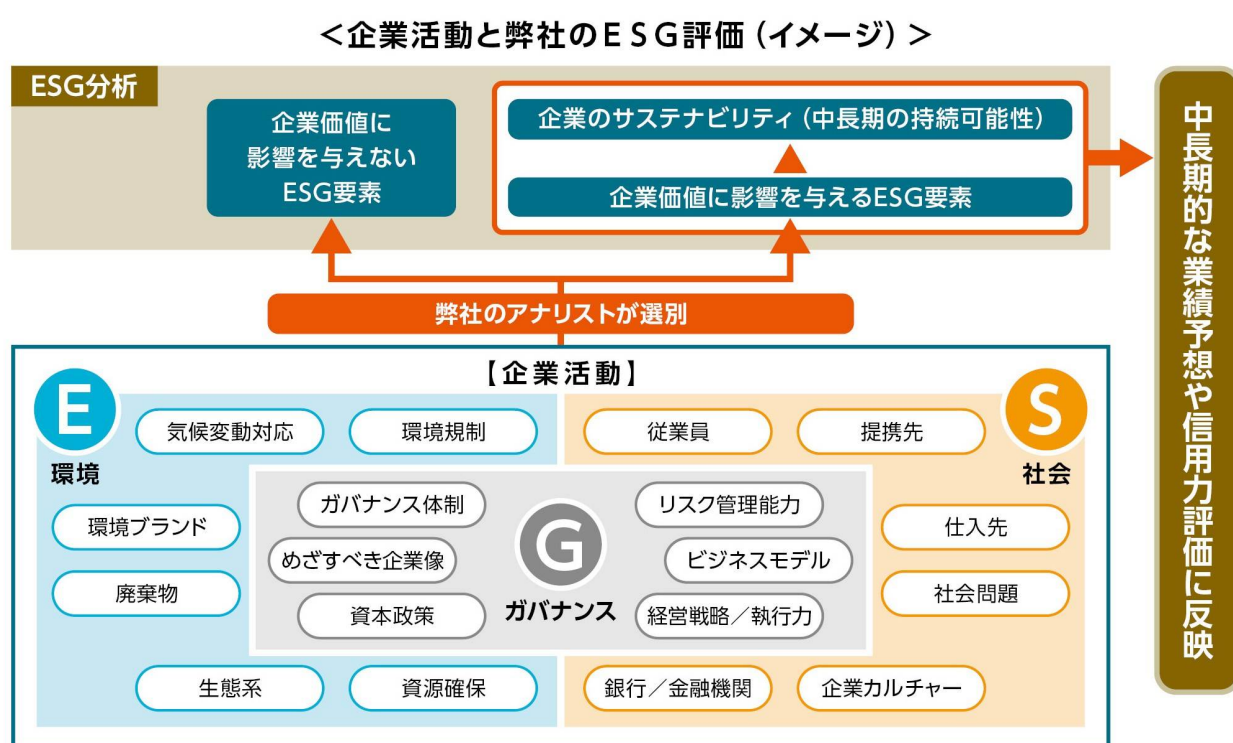 ＜企業活動と弊社のＥＳＧ評価（イメージ）＞
ESG分析
企業価値に
影響を与えない
ESG要素
企業のサステナビリティ（中長期の持続可能性）
企業価値に影響を与えるESG要素
中長期的な業績予想や信用力評価に反映
弊社のアナリストが選別
【企業活動】
E
環境
S
社会
気候変動対応
環境規制
従業員
提携先
環境ブランド
廃棄物
ガバナンス体制
めざすべき企業像
資本政策
G
ガバナンス
リスク管理能力
ビジネスモデル
経営戦略／執行力
仕入先
社会問題
生態系
資源確保
銀行／金融機関
企業カルチャー